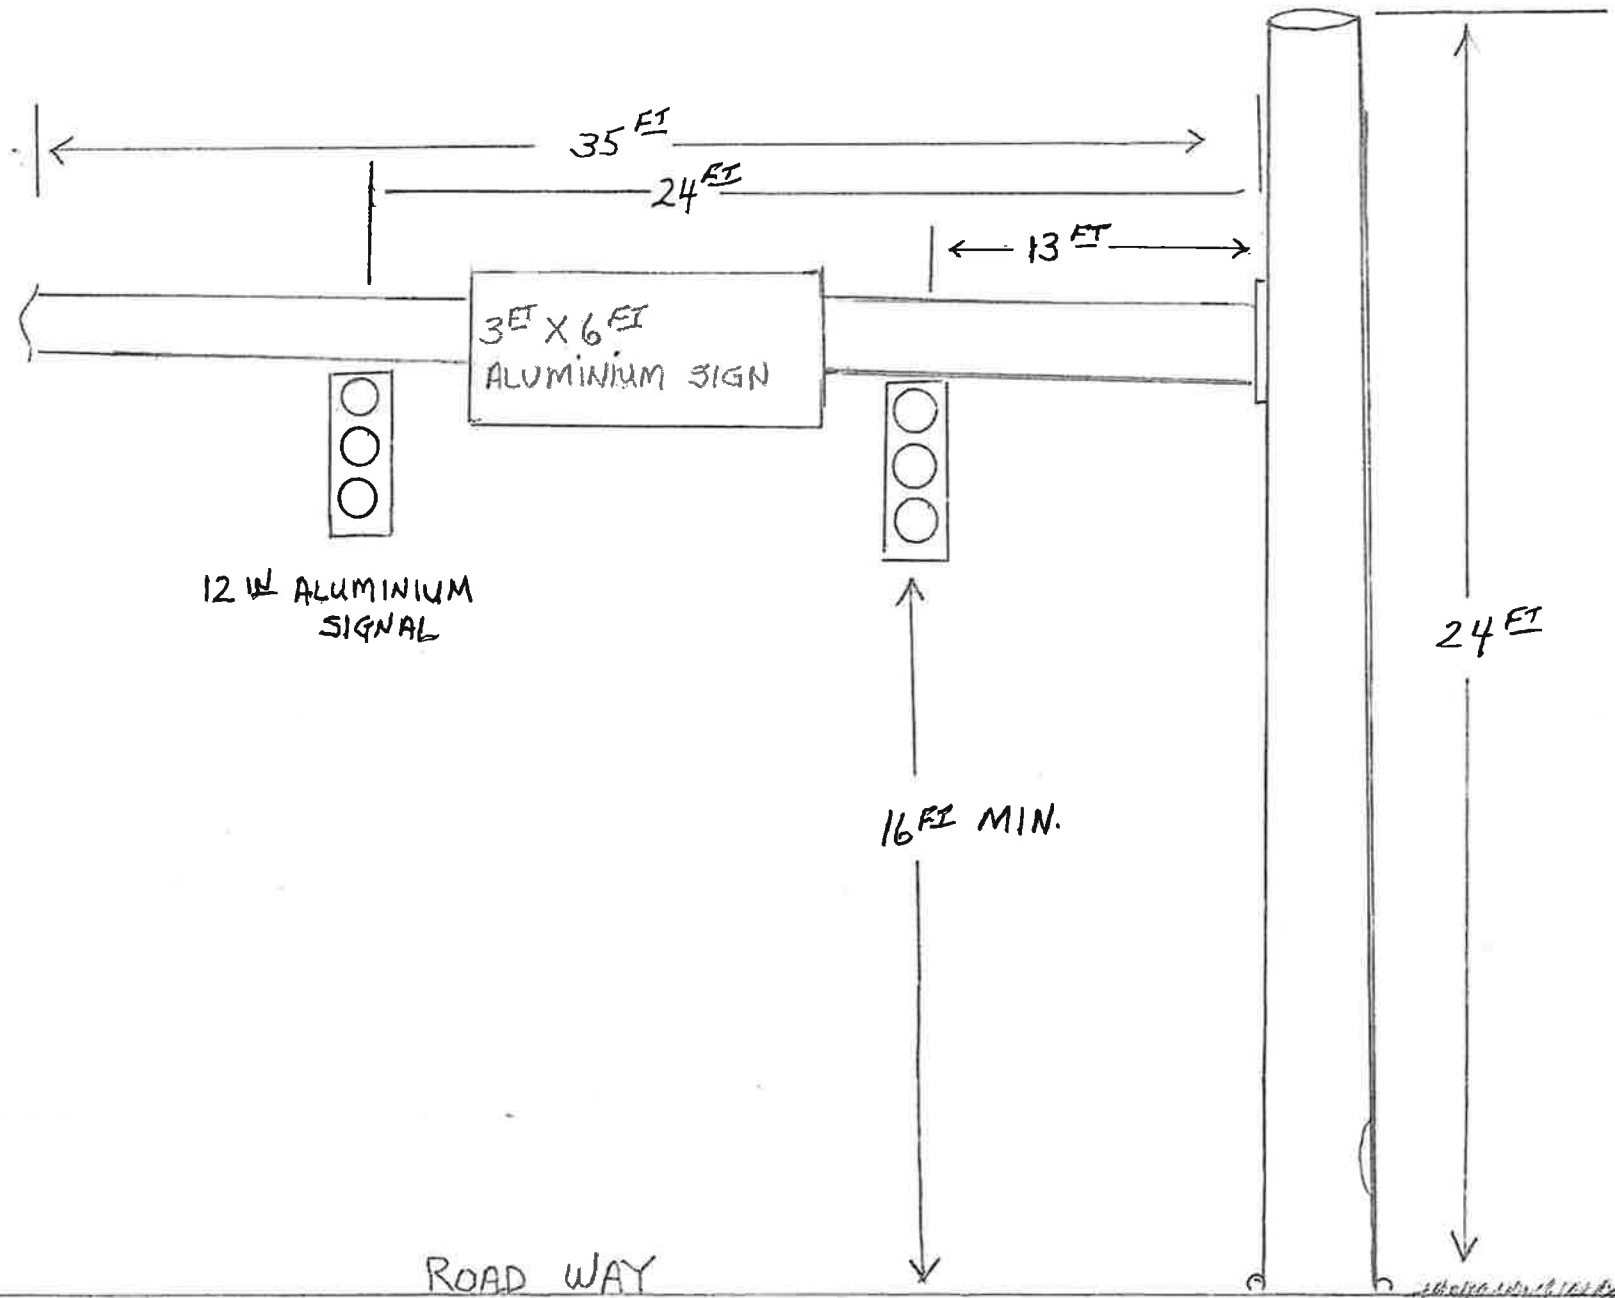 35 FT
24 FT
13 FT
3 FT X 6 FT
ALUMINIUM SIGN
12 IN ALUMINIUM
SIGNAL
24 FT
16 FT MIN.
ROAD WAY